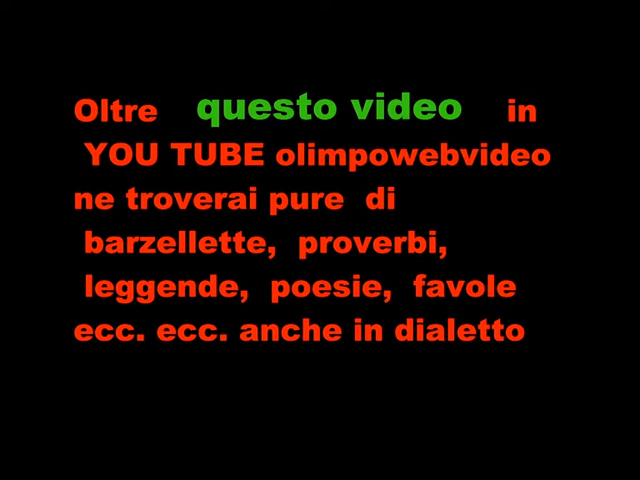 Oltre questo video in
YOU TUBE olimpowebvideo
ne troverai pure di
barzellette, proverbi,
leggende, poesie, favole
ecc. ecc. anche in dialetto